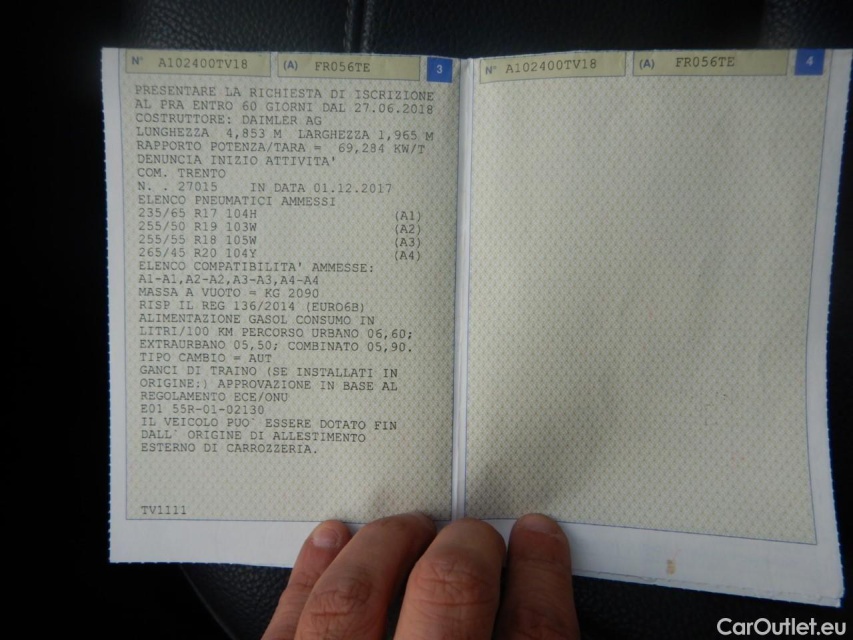 N° A102400TV18 (A) FR056TE 3
PRESENTARE LA RICHIESTA DI ISCRIZIONE
AL PRA ENTRO 60 GIORNI DAL 27.06.2018
COSTRUTTORE: DAIMLER AG
LUNGHEZZA 4,853 M LARGHEZZA 1,965 M
RAPPORTO POTENZA/TARA = 69,284 KW/T
DENUNCIA INIZIO ATTIVITA'
COM. TRENTO
N. . 27015 IN DATA 01.12.2017
ELENCO PNEUMATICI AMMESSI
235/65 R17 104H (A1)
255/50 R19 103W (A2)
255/55 R18 105W (A3)
265/45 R20 104Y (A4)
ELENCO COMPATIBILITA' AMMESSE:
A1-A1,A2-A2,A3-A3,A4-A4
MASSA A VUOTO = KG 2090
RISP IL REG 136/2014 (EURO6B)
ALIMENTAZIONE GASOL CONSUMO IN
LITRI/100 KM PERCORSO URBANO 06,60;
EXTRAURBANO 05,50; COMBINATO 05,90.
TIPO CAMBIO = AUT
GANCI DI TRAINO (SE INSTALLATI IN
ORIGINE:) APPROVAZIONE IN BASE AL
REGOLAMENTO ECE/ONU
E01 55R-01-02130
IL VEICOLO PUO` ESSERE DOTATO FIN
DALL` ORIGINE DI ALLESTIMENTO
ESTERNO DI CARROZZERIA.
TV1111
N° A102400TV18 (A) FR056TE 4
CarOutlet.eu